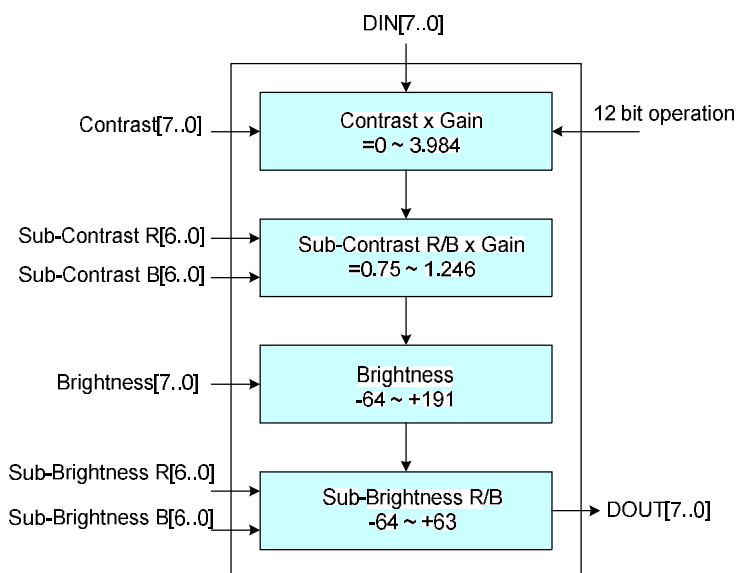 DIN[7..0]
Contrast[7..0]
Contrast x Gain
=0 ~ 3.984
12 bit operation
Sub-Contrast R[6..0]
Sub-Contrast B[6..0]
Sub-Contrast R/B x Gain
=0.75 ~ 1.246
Brightness[7..0]
Brightness
-64 ~ +191
Sub-Brightness R[6..0]
Sub-Brightness B[6..0]
Sub-Brightness R/B
-64 ~ +63
DOUT[7..0]